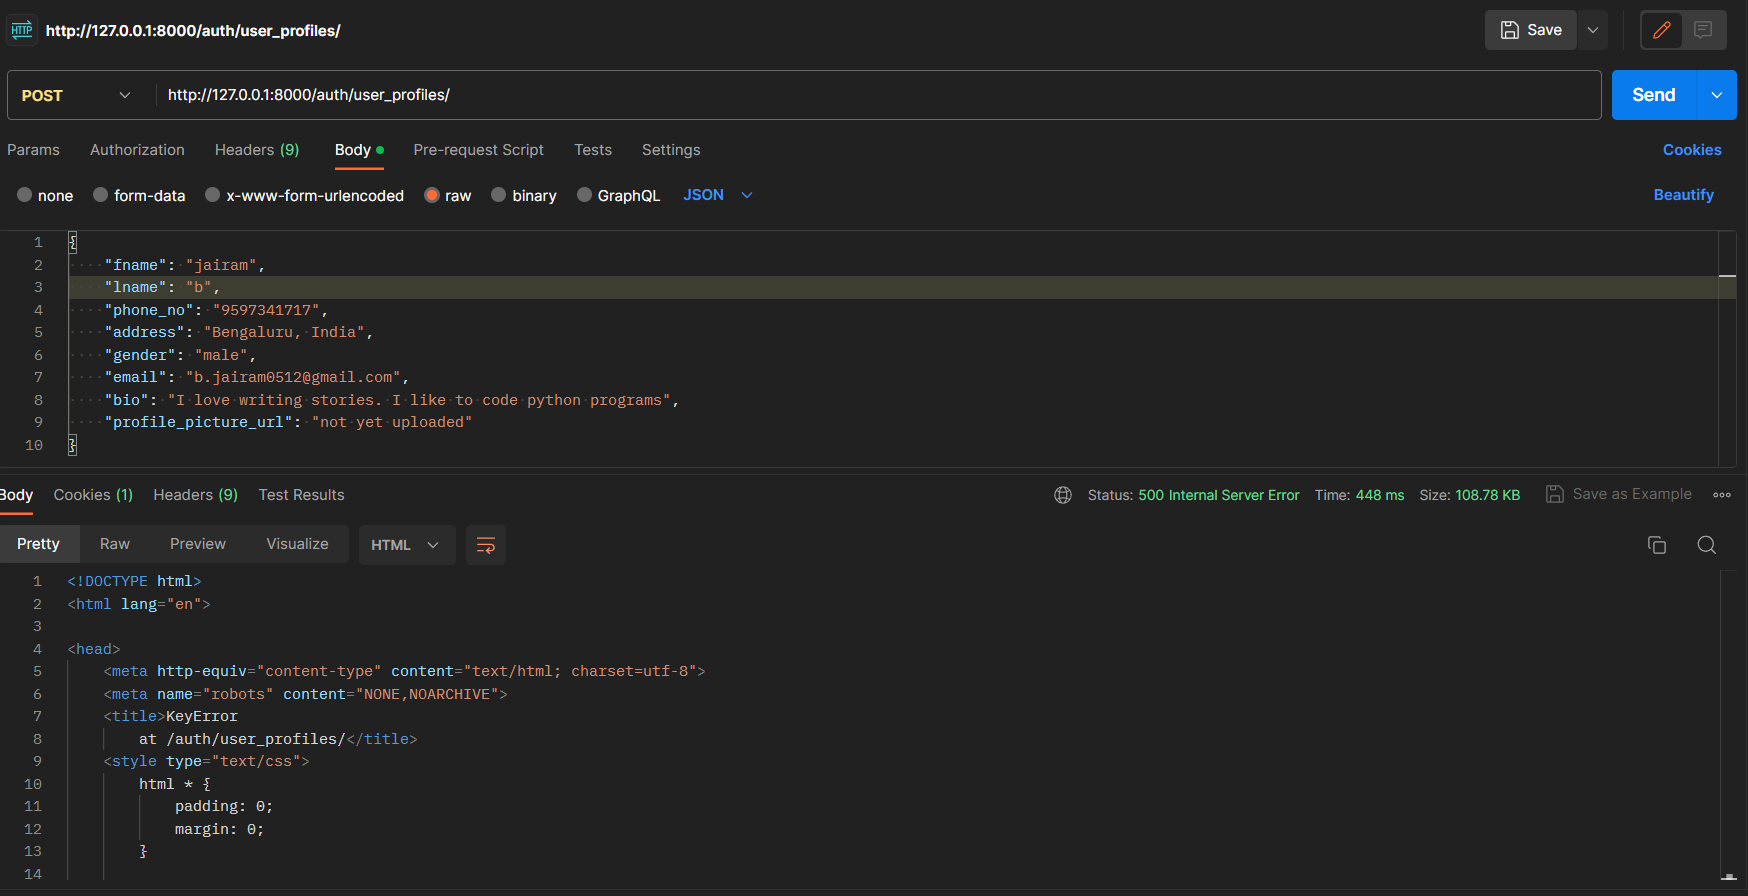 HTTP http://127.0.0.1:8000/auth/user_profiles/ Save
POST http://127.0.0.1:8000/auth/user_profiles/ Send
Params Authorization Headers (9) Body Pre-request Script Tests Settings Cookies
none form-data x-www-form-urlencoded raw binary GraphQL JSON Beautify
1 {
2 "fname": "jairam",
3 "lname": "b",
4 "phone_no": "9597341717",
5 "address": "Bengaluru, India",
6 "gender": "male",
7 "email": "b.jairam0512@gmail.com",
8 "bio": "I love writing stories. I like to code python programs",
9 "profile_picture_url": "not yet uploaded"
10 }
Body Cookies (1) Headers (9) Test Results Status: 500 Internal Server Error Time: 448 ms Size: 108.78 KB Save as Example
Pretty Raw Preview Visualize HTML
1 <!DOCTYPE html>
2 <html lang="en">
3
4 <head>
5 <meta http-equiv="content-type" content="text/html; charset=utf-8">
6 <meta name="robots" content="NONE,NOARCHIVE">
7 <title>KeyError
8 at /auth/user_profiles/</title>
9 <style type="text/css">
10 html * {
11 padding: 0;
12 margin: 0;
13 }
14